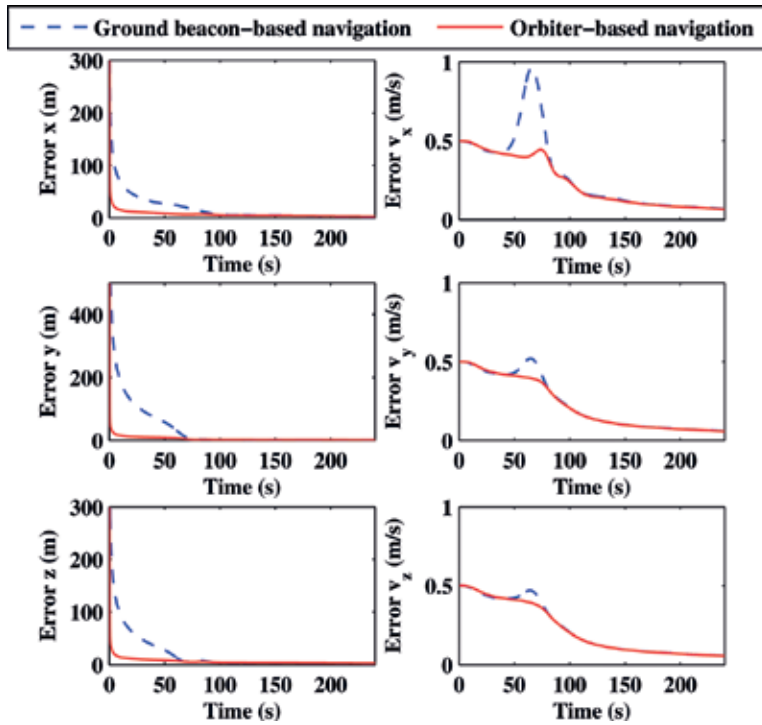 Ground beacon-based navigation Orbiter-based navigation
300
200
100
0
Error x (m)
0 50 100 150 200
Time (s)
1
0.5
0
Error v_x (m/s)
0 50 100 150 200
Time (s)
400
200
0
Error y (m)
0 50 100 150 200
Time (s)
1
0.5
0
Error v_y (m/s)
0 50 100 150 200
Time (s)
300
200
100
0
Error z (m)
0 50 100 150 200
Time (s)
1
0.5
0
Error v_z (m/s)
0 50 100 150 200
Time (s)